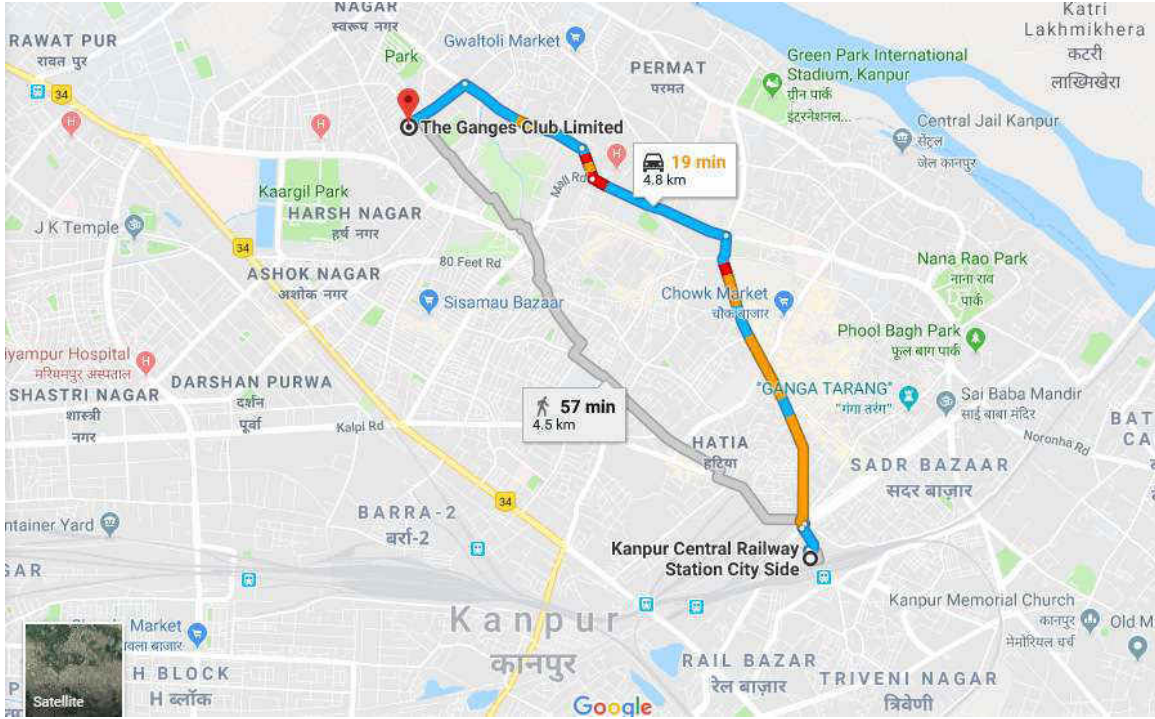 NAGAR
स्वरूप नगर
Katri
Lakhmikhera
कटरी
लाख्मिखेरा
RAWAT PUR
रावत पुर
Gwaltoli Market
Park
PERMAT
परमत
Green Park International
Stadium, Kanpur
ग्रीन पार्क
इंटरनेशनल...
34
Central Jail Kanpur
सेंट्रल
जेल कानपुर
H
H
The Ganges Club Limited
H
19 min
4.8 km
Mall Rd
Kaargil Park
HARSH NAGAR
हर्ष नगर
J K Temple
34
80 Feet Rd
ASHOK NAGAR
अशोक नगर
Nana Rao Park
नाना राव
पार्क
Sisamau Bazaar
Chowk Market
चौक बाजार
Phool Bagh Park
फूल बाग पार्क
iyampur Hospital
मरियमपुर अस्पताल
H
DARSHAN PURWA
दर्शन
पूर्वा
SHASTRI NAGAR
शास्त्री
नगर
"GANGA TARANG"
"गंगा तरंग"
Sai Baba Mandir
साई बाबा मंदिर
57 min
4.5 km
Kalpi Rd
HATIA
हटिया
Noronha Rd
BAT
CA
SADR BAZAAR
सदर बाज़ार
34
BARRA-2
बर्रा-2
ntainer Yard
GAR
Kanpur Central Railway
Station City Side
Kanpur
कानपुर
Kanpur Memorial Church
कानपुर
मेमोरियल चर्च
Old M
Market
वला बाजार
H BLOCK
H ब्लॉक
RAIL BAZAR
रेल बाज़ार
TRIVENI NAGAR
त्रिवेणी
Satellite
Google